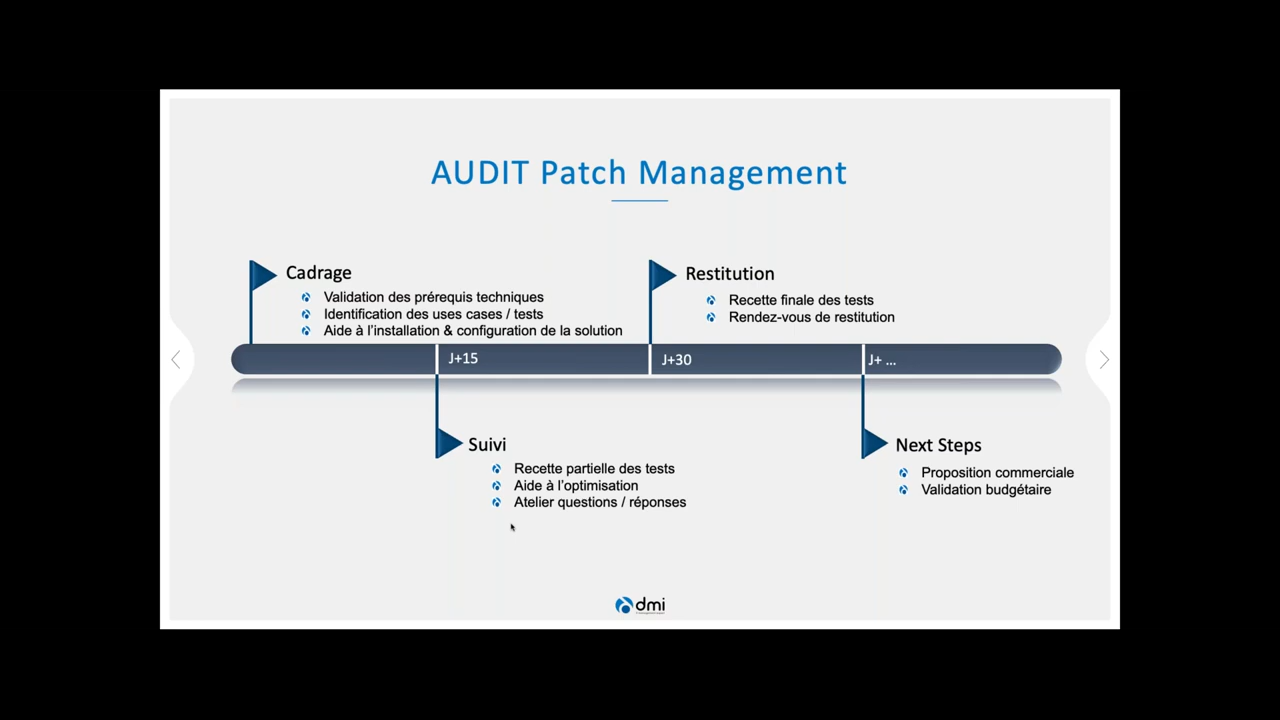 AUDIT Patch Management
Cadrage
Validation des prérequis techniques
Identification des uses cases / tests
Aide à l'installation & configuration de la solution
Restitution
Recette finale des tests
Rendez-vous de restitution
J+15
J+30
J+ ...
Suivi
Recette partielle des tests
Aide à l'optimisation
Atelier questions / réponses
Next Steps
Proposition commerciale
Validation budgétaire
dmi